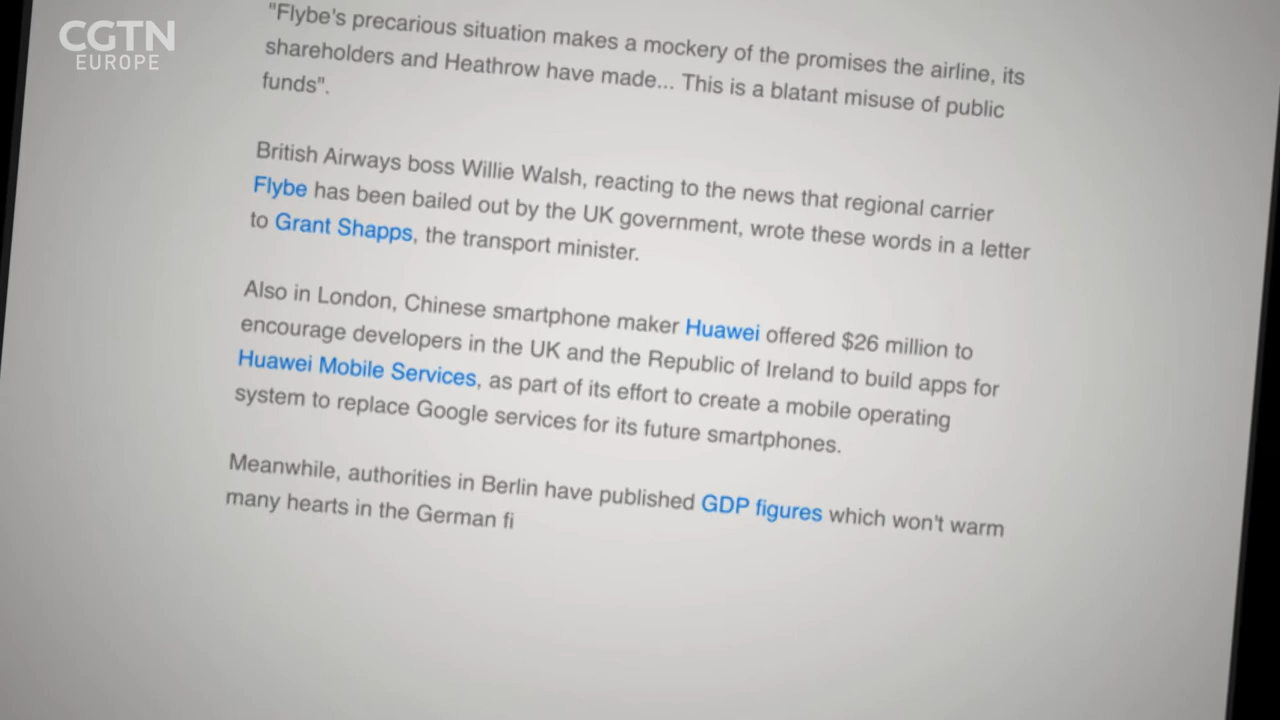 CGTN
EUROPE
"Flybe's precarious situation makes a mockery of the promises the airline, its
shareholders and Heathrow have made... This is a blatant misuse of public
funds".
British Airways boss Willie Walsh, reacting to the news that regional carrier
Flybe has been bailed out by the UK government, wrote these words in a letter
to Grant Shapps, the transport minister.
Also in London, Chinese smartphone maker Huawei offered $26 million to
encourage developers in the UK and the Republic of Ireland to build apps for
Huawei Mobile Services, as part of its effort to create a mobile operating
system to replace Google services for its future smartphones.
Meanwhile, authorities in Berlin have published GDP figures which won't warm
many hearts in the German fi